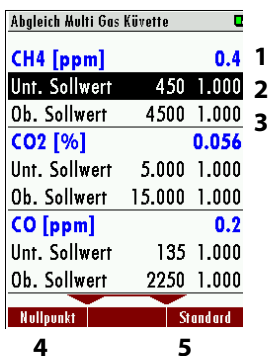 Abgleich Multi Gas Küvette
CH4 [ppm] 0.4 1
Unt. Sollwert 450 1.000 2
Ob. Sollwert 4500 1.000 3
CO2 [%] 0.056
Unt. Sollwert 5.000 1.000
Ob. Sollwert 15.000 1.000
CO [ppm] 0.2
Unt. Sollwert 135 1.000
Ob. Sollwert 2250 1.000
Nullpunkt Standard
4 5